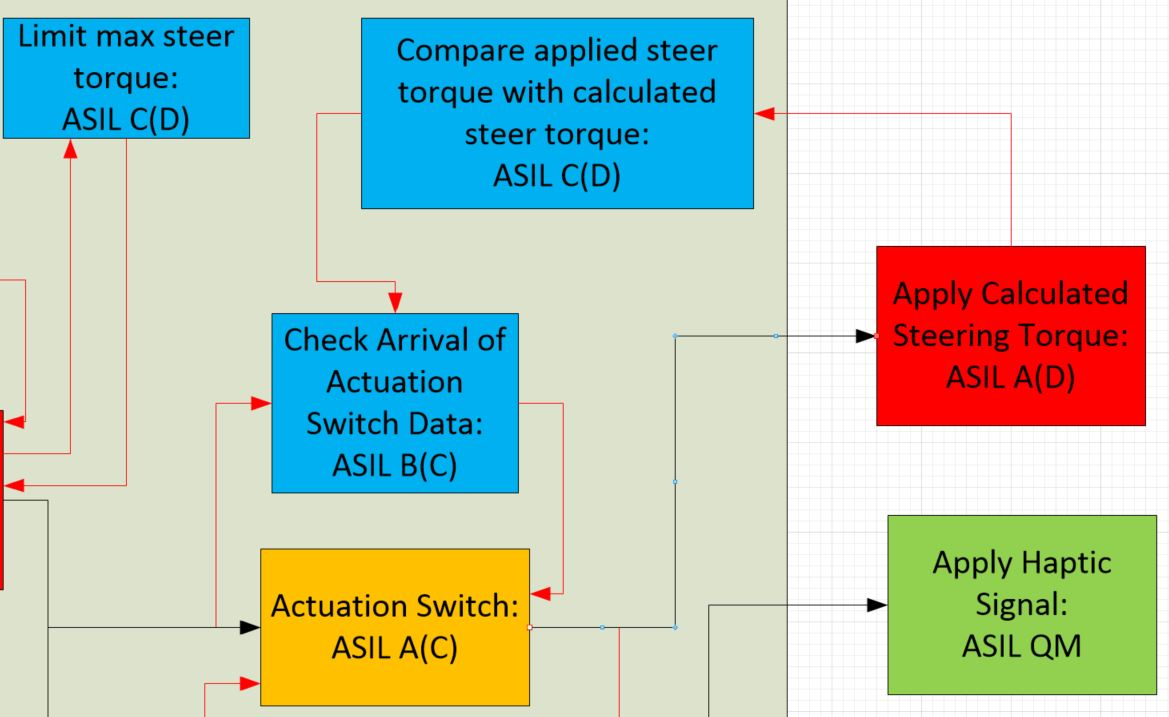 Limit max steer
torque:
ASIL C(D)
Compare applied steer
torque with calculated
steer torque:
ASIL C(D)
Check Arrival of
Actuation
Switch Data:
ASIL B(C)
Apply Calculated
Steering Torque:
ASIL A(D)
Actuation Switch:
ASIL A(C)
Apply Haptic
Signal:
ASIL QM